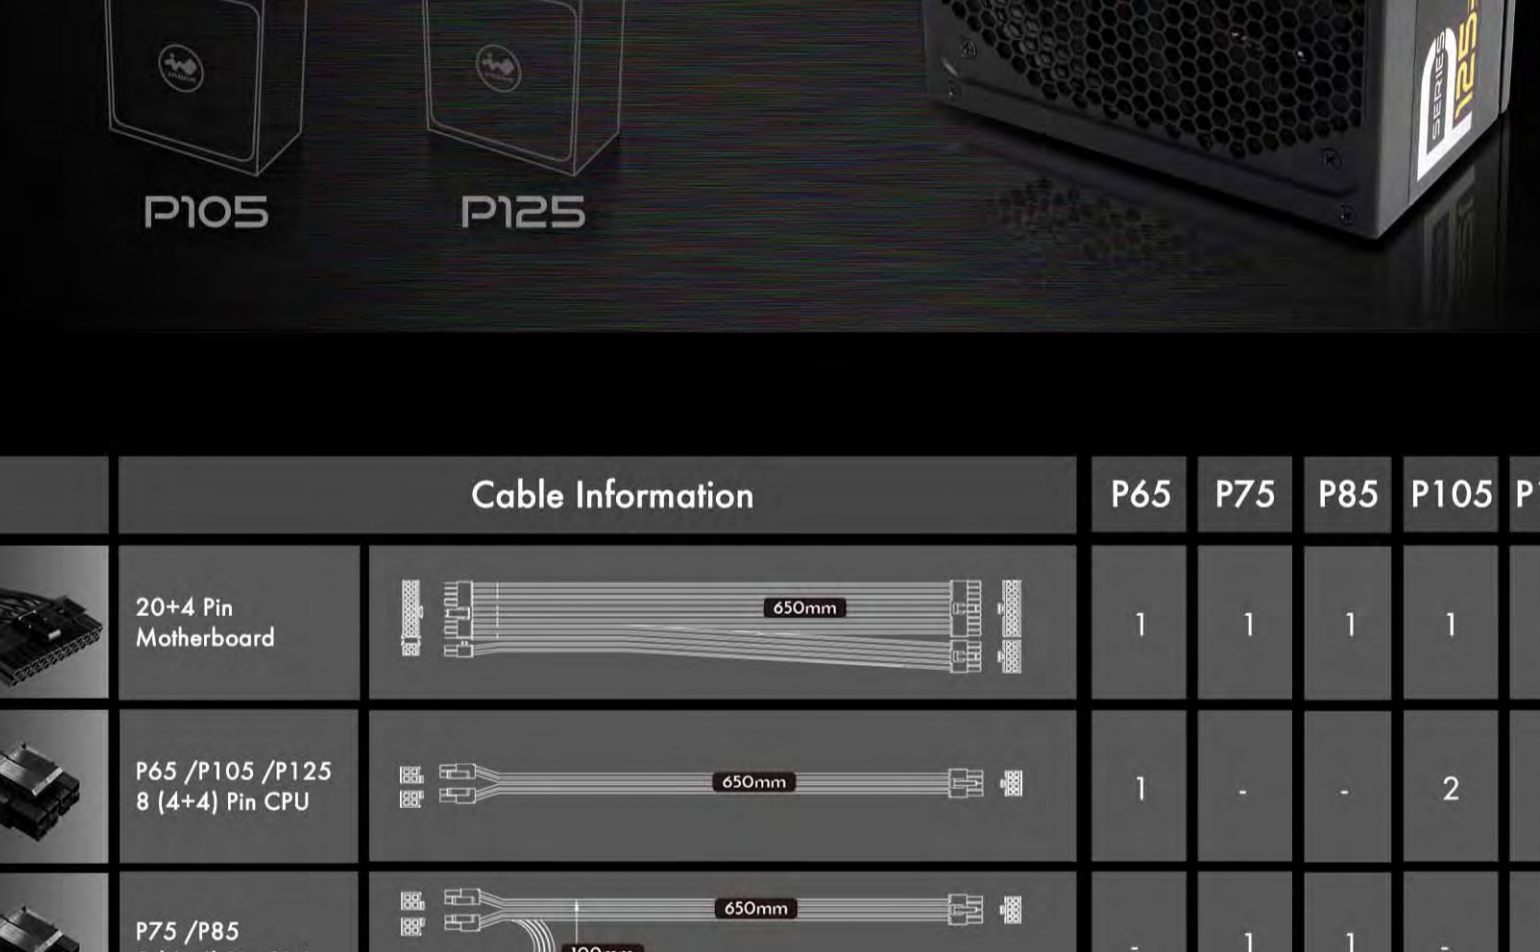 SERIES
P125
P105
P125
Cable Information
P65
P75
P85
P105
20+4 Pin
Motherboard
650mm
1
1
1
1
P65 /P105 /P125
8 (4+4) Pin CPU
650mm
1
-
-
2
P75 /P85
650mm
-
1
1
-